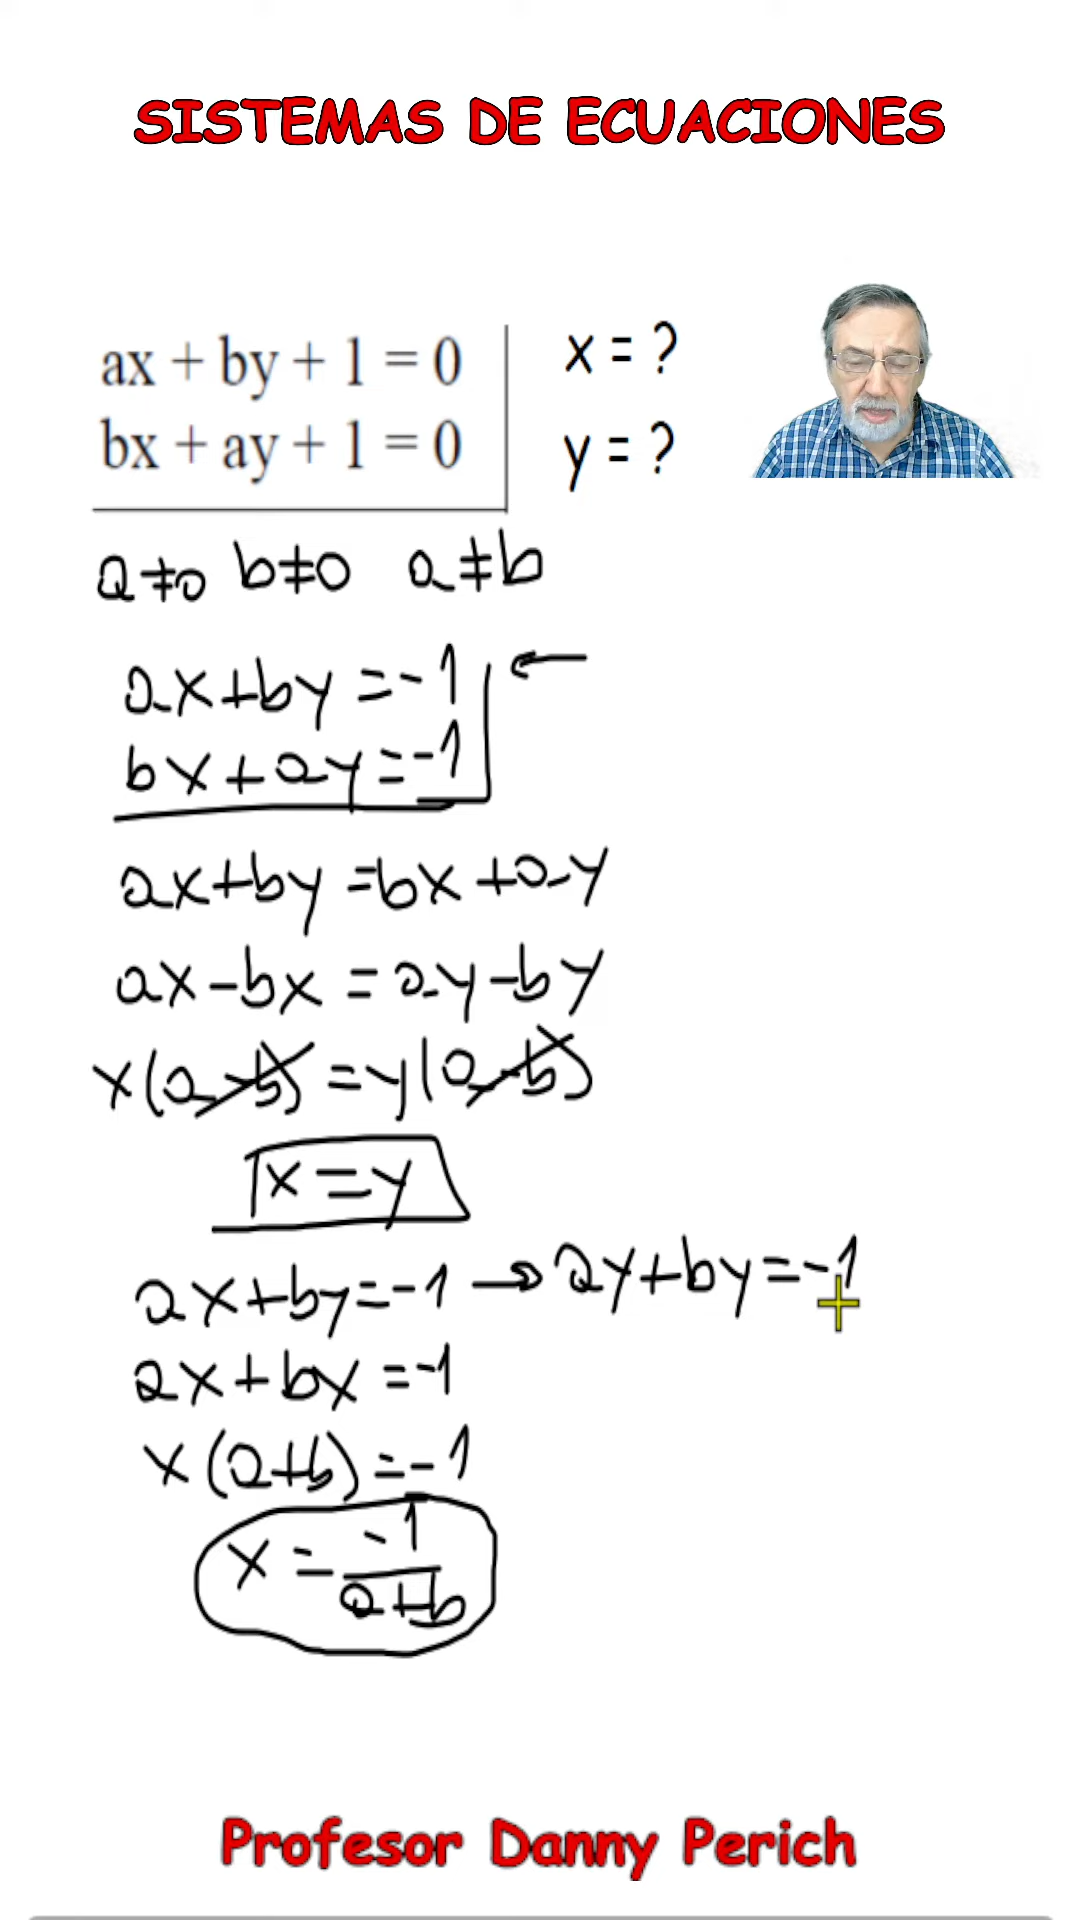 SISTEMAS DE ECUACIONES
ax + by + 1 = 0
bx + ay + 1 = 0
x = ?
y = ?
a≠0 b≠0 a≠b
ax+by=-1
bx+ay=-1
ax+by=bx+ay
ax-bx=ay-by
x(a-b)=y(a-b)
x=y
ax+by=-1→ay+by=-1
ax+bx=-1
x(a+b)=-1
x=-1/a+b
Profesor Danny Perich